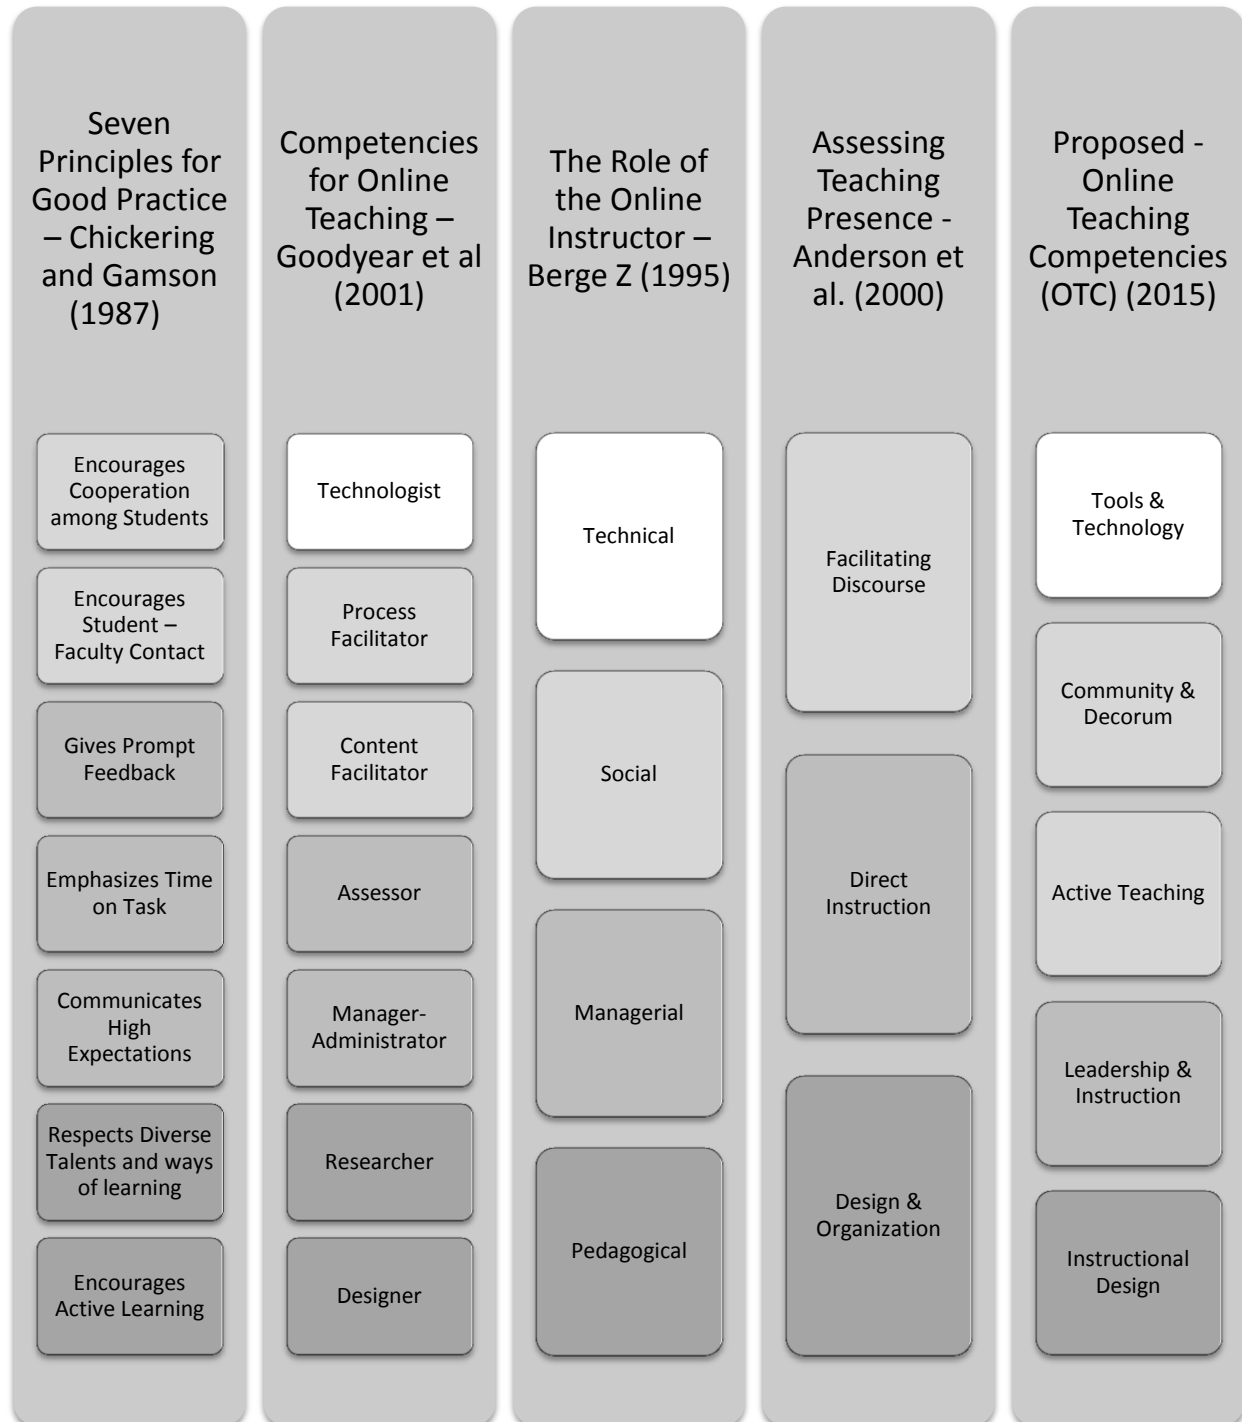 Seven
Principles for
Good Practice
– Chickering
and Gamson
(1987)
Encourages
Cooperation
among Students
Encourages
Student –
Faculty Contact
Gives Prompt
Feedback
Emphasizes Time
on Task
Communicates
High
Expectations
Respects Diverse
Talents and ways
of learning
Encourages
Active Learning
Competencies
for Online
Teaching –
Goodyear et al
(2001)
Technologist
Process
Facilitator
Content
Facilitator
Assessor
Manager-
Administrator
Researcher
Designer
The Role of
the Online
Instructor –
Berge Z (1995)
Technical
Social
Managerial
Pedagogical
Assessing
Teaching
Presence -
Anderson et
al. (2000)
Facilitating
Discourse
Direct
Instruction
Design &
Organization
Proposed -
Online
Teaching
Competencies
(OTC) (2015)
Tools &
Technology
Community &
Decorum
Active Teaching
Leadership &
Instruction
Instructional
Design